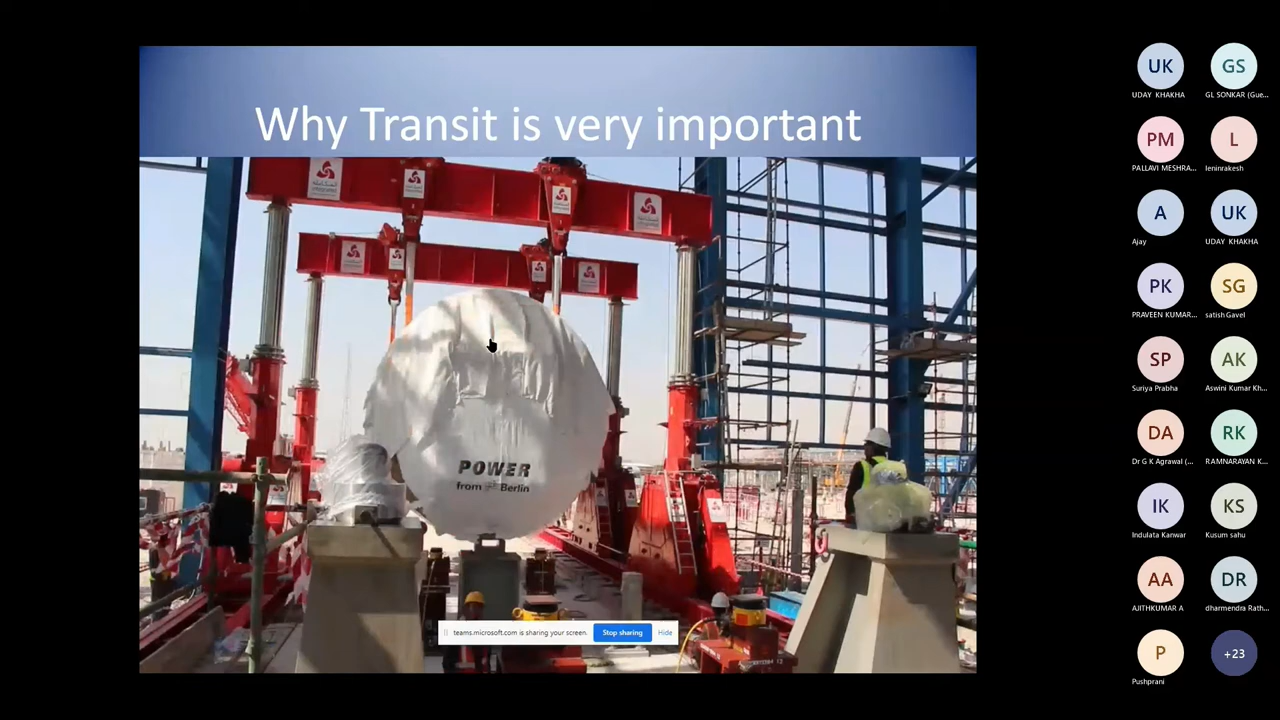 Why Transit is very important
POWER
from Berlin
teams.microsoft.com is sharing your screen.
Stop sharing
Hide
UK
UDAY KHAKHA
GS
GL SONKAR (Gue...
PM
PALLAVI MESHRA...
L
leninrakesh
A
Ajay
UK
UDAY KHAKHA
PK
PRAVEEN KUMAR...
SG
satish Gavel
SP
Suriya Prabha
AK
Aswini Kumar Kh...
DA
Dr G K Agrawal (...
RK
RAMNARAYAN K...
IK
Indulata Kanwar
KS
Kusum sahu
AA
AJITHKUMAR A
DR
dharmendra Rath...
P
Pushprani
+23